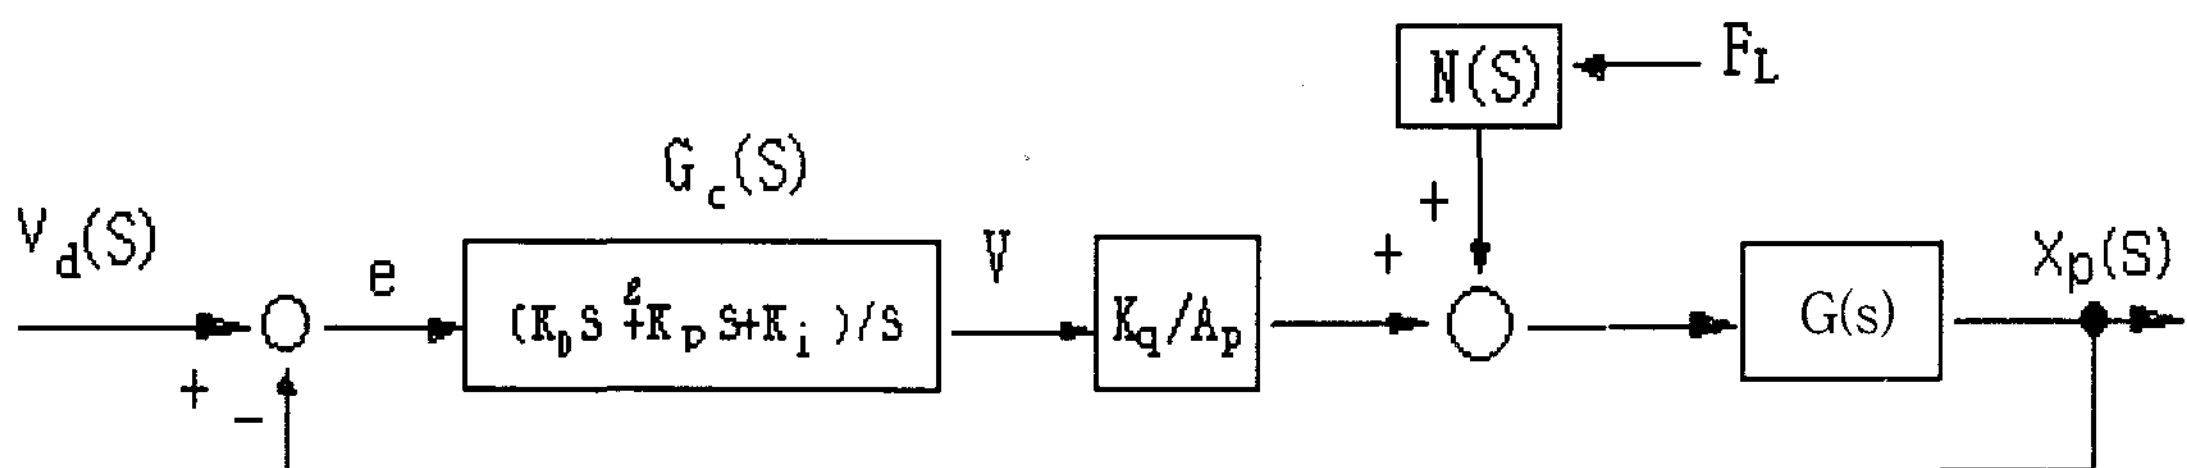 F_L
N(S)
G_c(S)
V_d(S)
e
V
X_p(S)
(K_D S^2+K_p S+K_i)/S
K_q/A_p
G(s)
+
+
+
-